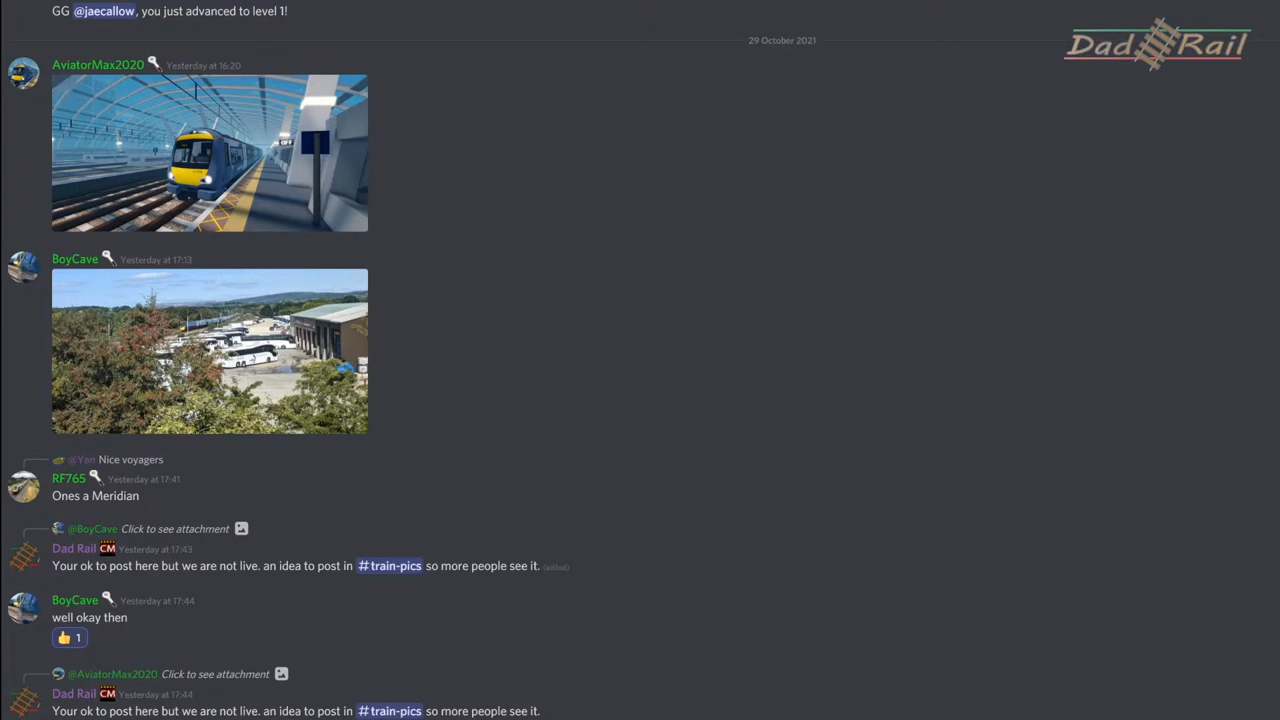 GG @jaecallow, you just advanced to level 1!
29 October 2021
Dad Rail
AviatorMax2020 Yesterday at 16:20
BoyCave Yesterday at 17:13
@Yan Nice voyagers
RF765 Yesterday at 17:41
Ones a Meridian
@BoyCave Click to see attachment
Dad Rail CM Yesterday at 17:43
Your ok to post here but we are not live. an idea to post in #train-pics so more people see it. (edited)
BoyCave Yesterday at 17:44
well okay then
👍 1
@AviatorMax2020 Click to see attachment
Dad Rail CM Yesterday at 17:44
Your ok to post here but we are not live. an idea to post in #train-pics so more people see it.